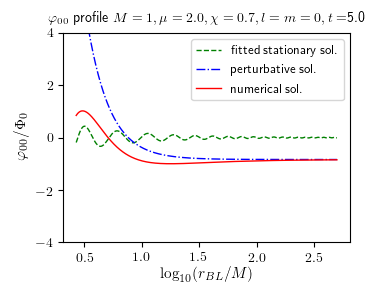 φ₀₀ profile M = 1, μ = 2.0, χ = 0.7, l = m = 0, t =5.0
fitted stationary sol.
perturbative sol.
numerical sol.
φ₀₀/Φ₀
4
2
0
−2
−4
0.5 1.0 1.5 2.0 2.5
log₁₀(r_BL/M)